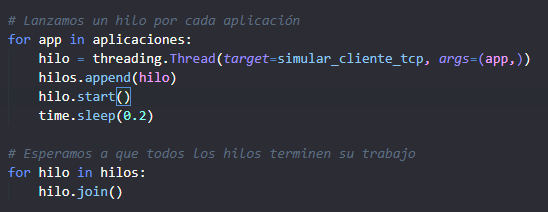 # Lanzamos un hilo por cada aplicación
for app in aplicaciones:
    hilo = threading.Thread(target=simular_cliente_tcp, args=(app,))
    hilos.append(hilo)
    hilo.start()
    time.sleep(0.2)

# Esperamos a que todos los hilos terminen su trabajo
for hilo in hilos:
    hilo.join()